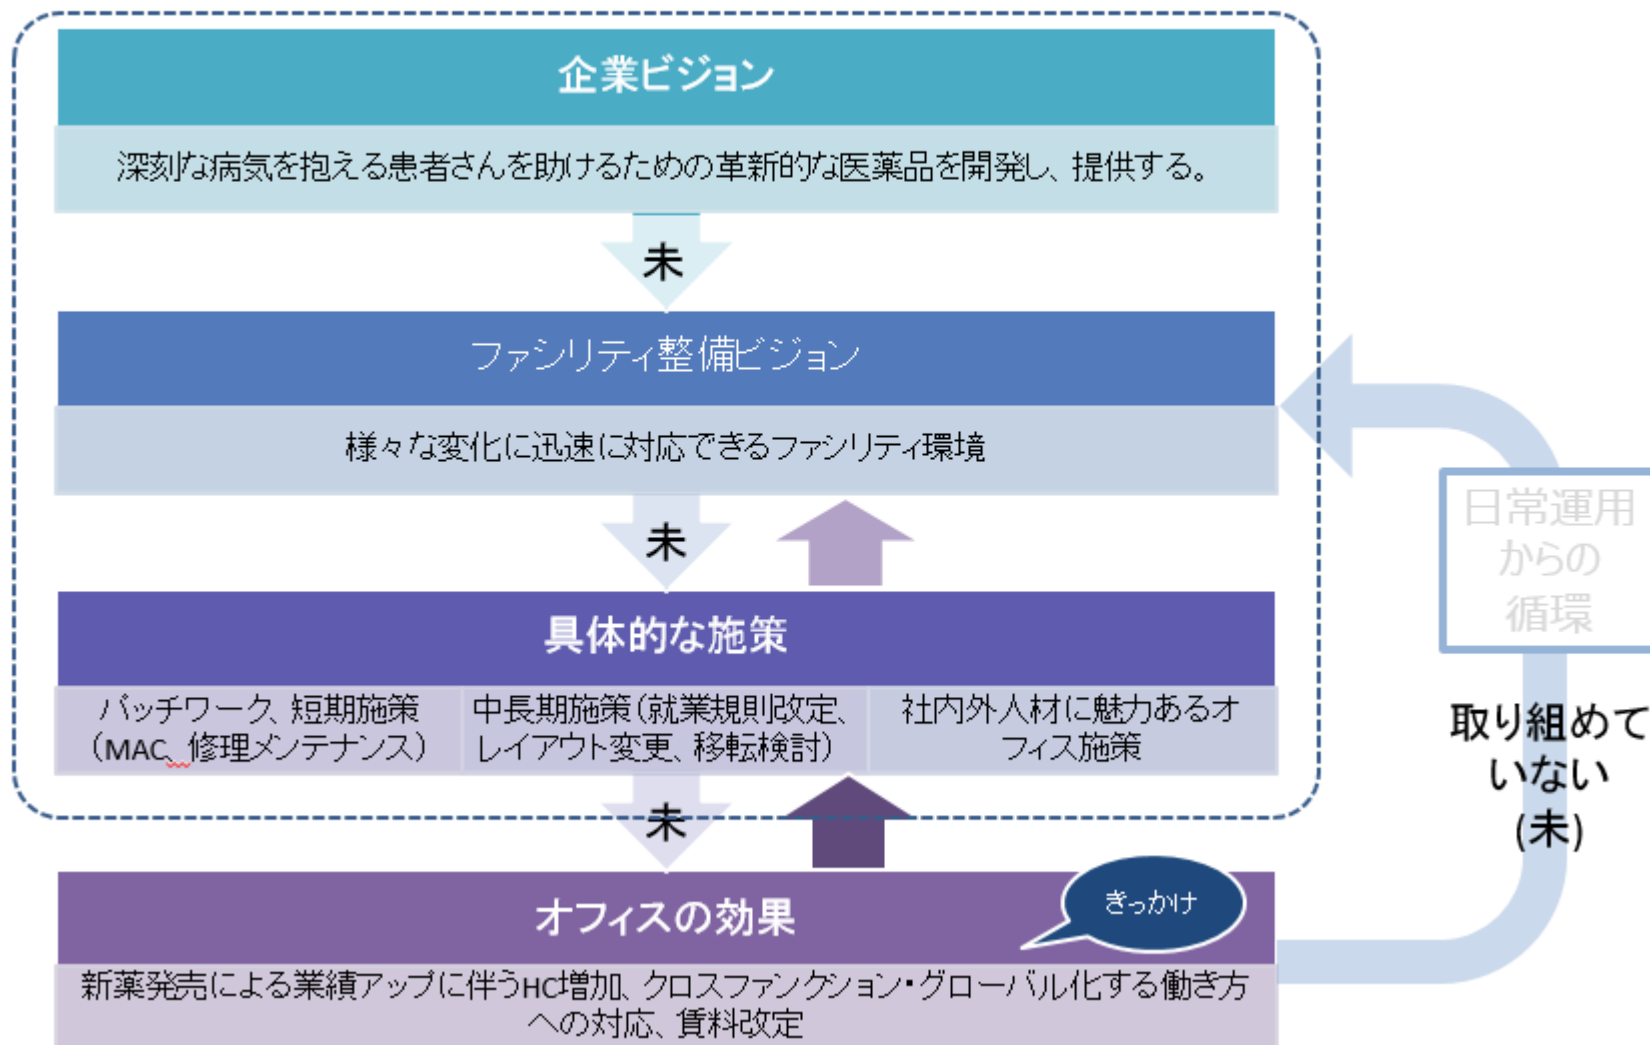 企業ビジョン
深刻な病気を抱える患者さんを助けるための革新的な医薬品を開発し、提供する。
未
ファシリティ整備ビジョン
様々な変化に迅速に対応できるファシリティ環境
未
具体的な施策
パッチワーク、短期施策
（MAC、修理メンテナンス）
中長期施策（就業規則改定、
レイアウト変更、移転検討）
社内外人材に魅力あるオ
フィス施策
未
オフィスの効果
きっかけ
新薬発売による業績アップに伴うHC増加、クロスファンクション・グローバル化する働き方
への対応、賃料改定
日常運用
からの
循環
取り組めて
いない
(未)